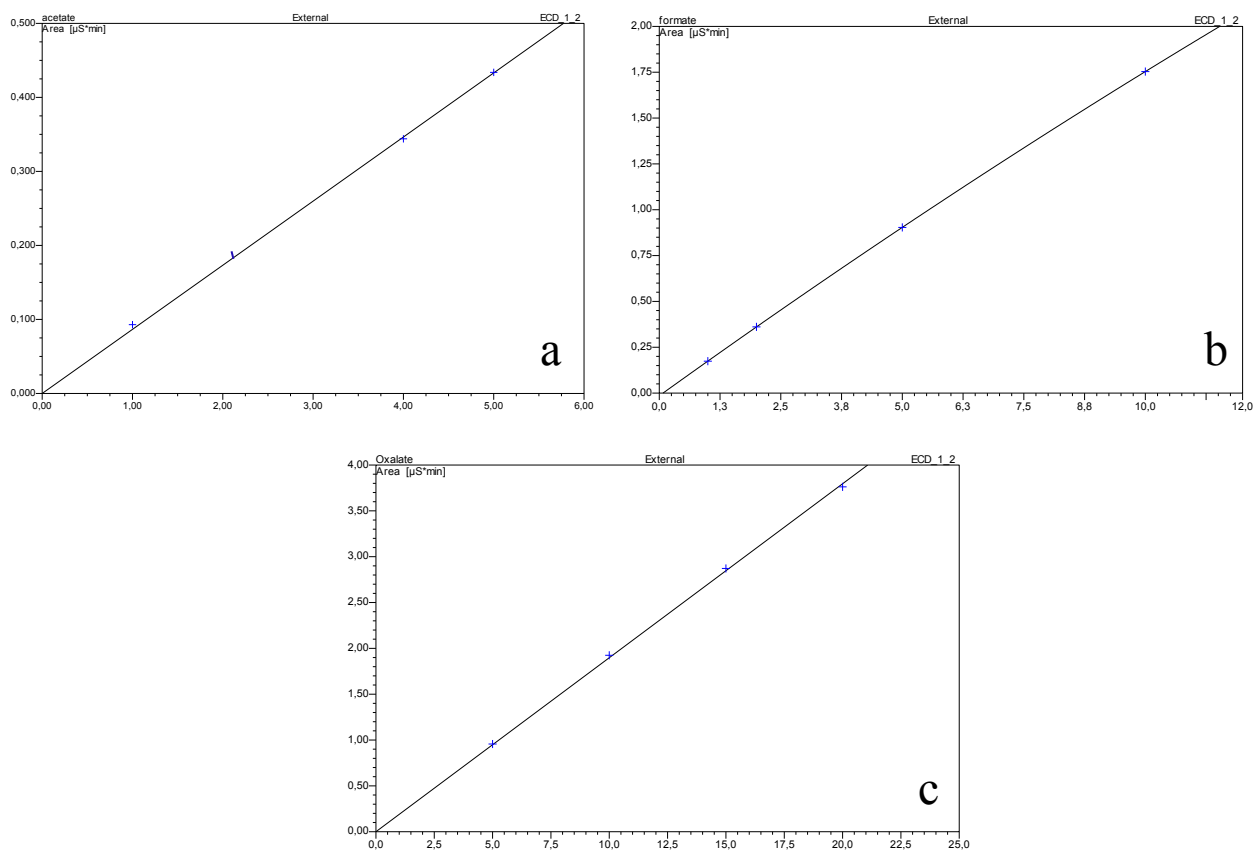 acetate External ECD_1_2
Area [µS*min]
0,500
0,400
0,300
0,200
0,100
0,000
0,00 1,00 2,00 3,00 4,00 5,00 6,00
a
formate External ECD_1_2
Area [µS*min]
2,00
1,75
1,50
1,25
1,00
0,75
0,50
0,25
0,00
0,0 1,3 2,5 3,8 5,0 6,3 7,5 8,8 10,0 12,0
b
Oxalate External ECD_1_2
Area [µS*min]
4,00
3,50
3,00
2,50
2,00
1,50
1,00
0,50
0,00
0,0 2,5 5,0 7,5 10,0 12,5 15,0 17,5 20,0 22,5 25,0
c